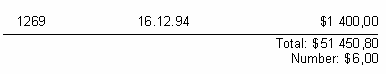 1269 16.12.94 $1 400,00
Total: $51 450,80
Number: $6,00